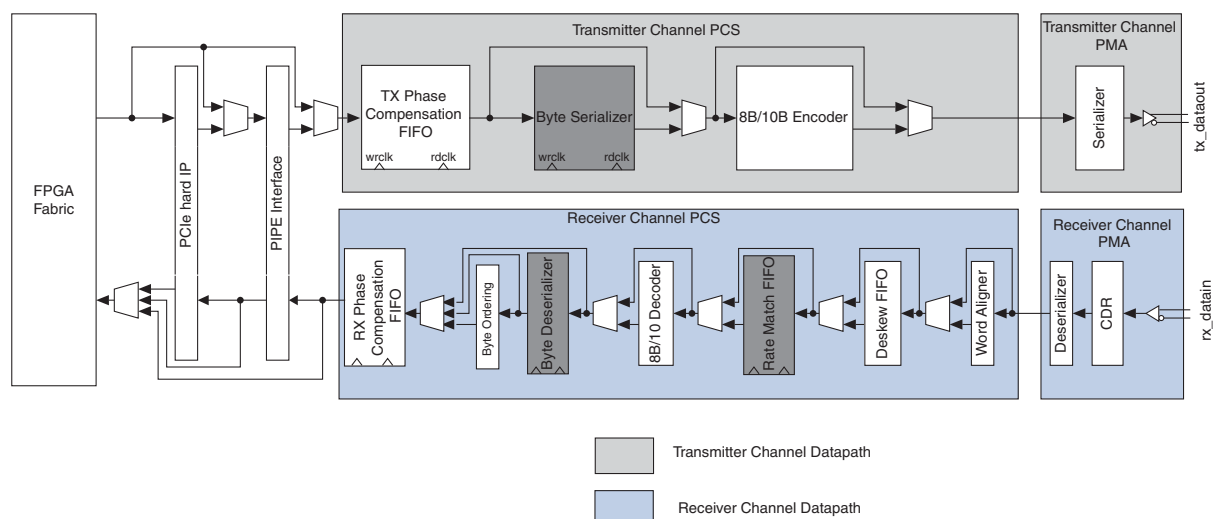 Transmitter Channel PCS
Transmitter Channel
PMA
FPGA
Fabric
PCIe hard IP
PIPE Interface
TX Phase
Compensation
FIFO
wrclk
rdclk
Byte Serializer
wrclk
rdclk
8B/10B Encoder
Serializer
tx_dataout
Receiver Channel PCS
Receiver Channel
PMA
RX Phase
Compensation
FIFO
Byte Ordering
Byte Deserializer
8B/10 Decoder
Rate Match FIFO
Deskew FIFO
Word Aligner
Deserializer
CDR
rx_datain
Transmitter Channel Datapath
Receiver Channel Datapath